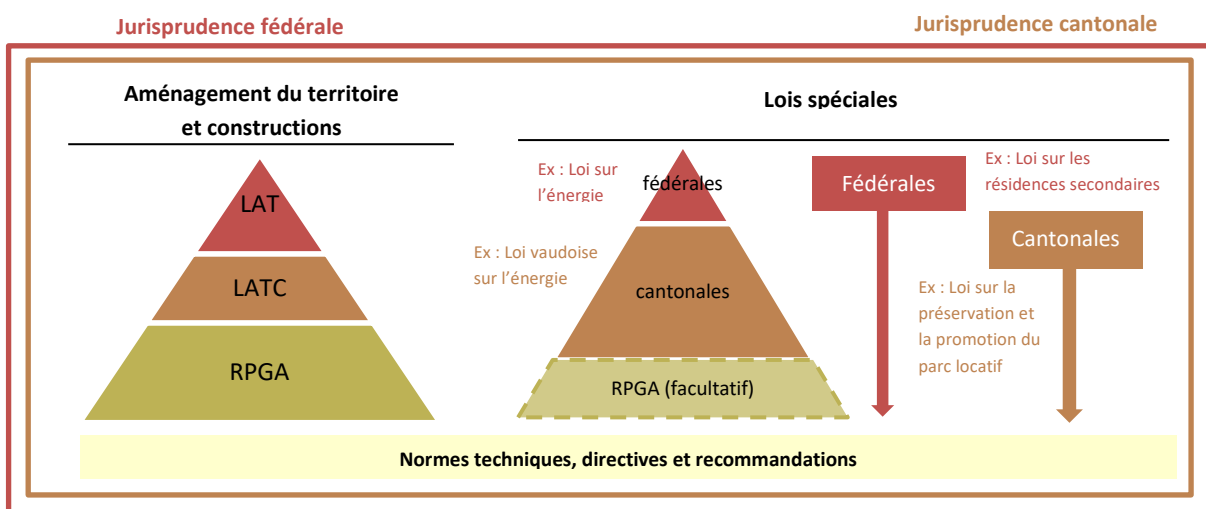 Jurisprudence fédérale
Jurisprudence cantonale
Aménagement du territoire
et constructions
LAT
LATC
RPGA
Lois spéciales
Ex : Loi sur
l’énergie
fédérales
Ex : Loi vaudoise
sur l’énergie
cantonales
RPGA (facultatif)
Fédérales
Ex : Loi sur les
résidences secondaires
Cantonales
Ex : Loi sur la
préservation et
la promotion du
parc locatif
Normes techniques, directives et recommandations